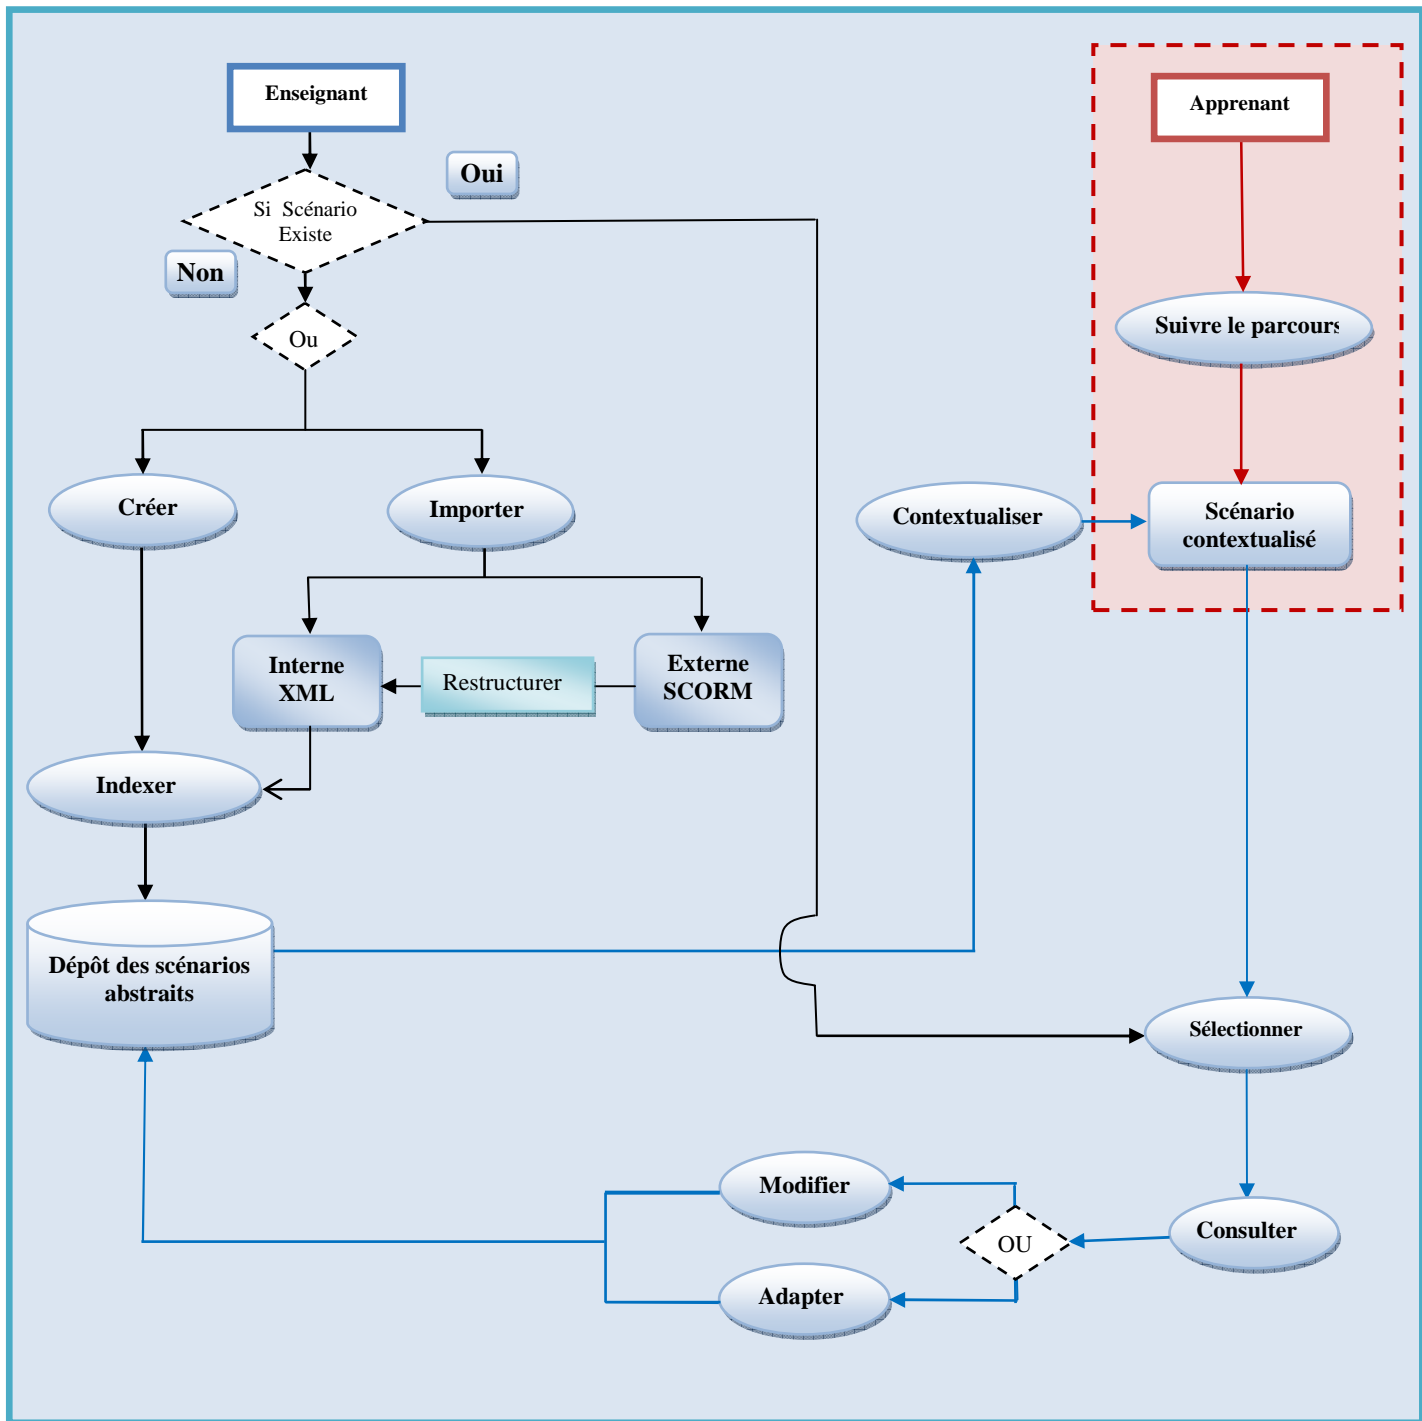 Enseignant
Apprenant
Oui
Si Scénario
Existe
Non
Ou
Suivre le parcours
Créer
Importer
Contextualiser
Scénario
contextualisé
Interne
XML
Restructurer
Externe
SCORM
Indexer
Dépôt des scénarios
abstraits
Sélectionner
Modifier
OU
Consulter
Adapter